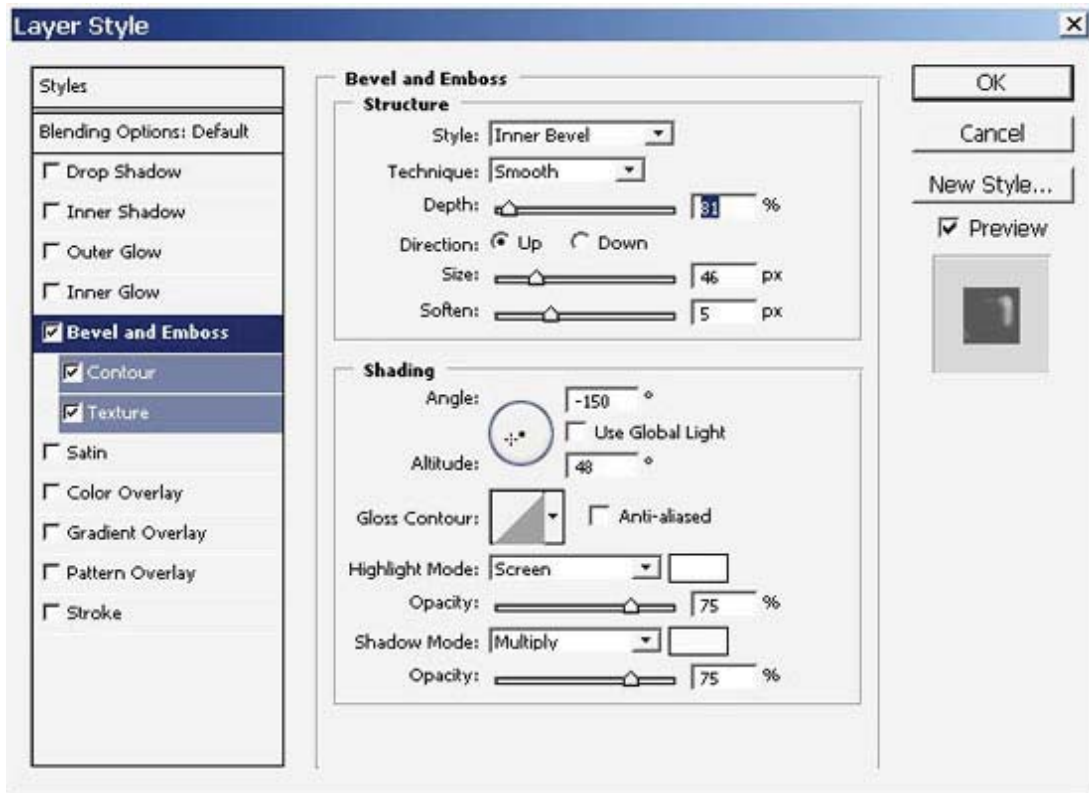 Layer Style
Styles
Blending Options: Default
Drop Shadow
Inner Shadow
Outer Glow
Inner Glow
Bevel and Emboss
Contour
Texture
Satin
Color Overlay
Gradient Overlay
Pattern Overlay
Stroke
Bevel and Emboss
Structure
Style: Inner Bevel
Technique: Smooth
Depth: 81 %
Direction: Up Down
Size: 46 px
Soften: 5 px
Shading
Angle: -150 °
Use Global Light
Altitude: 48 °
Gloss Contour: Anti-aliased
Highlight Mode: Screen
Opacity: 75 %
Shadow Mode: Multiply
Opacity: 75 %
OK
Cancel
New Style...
Preview